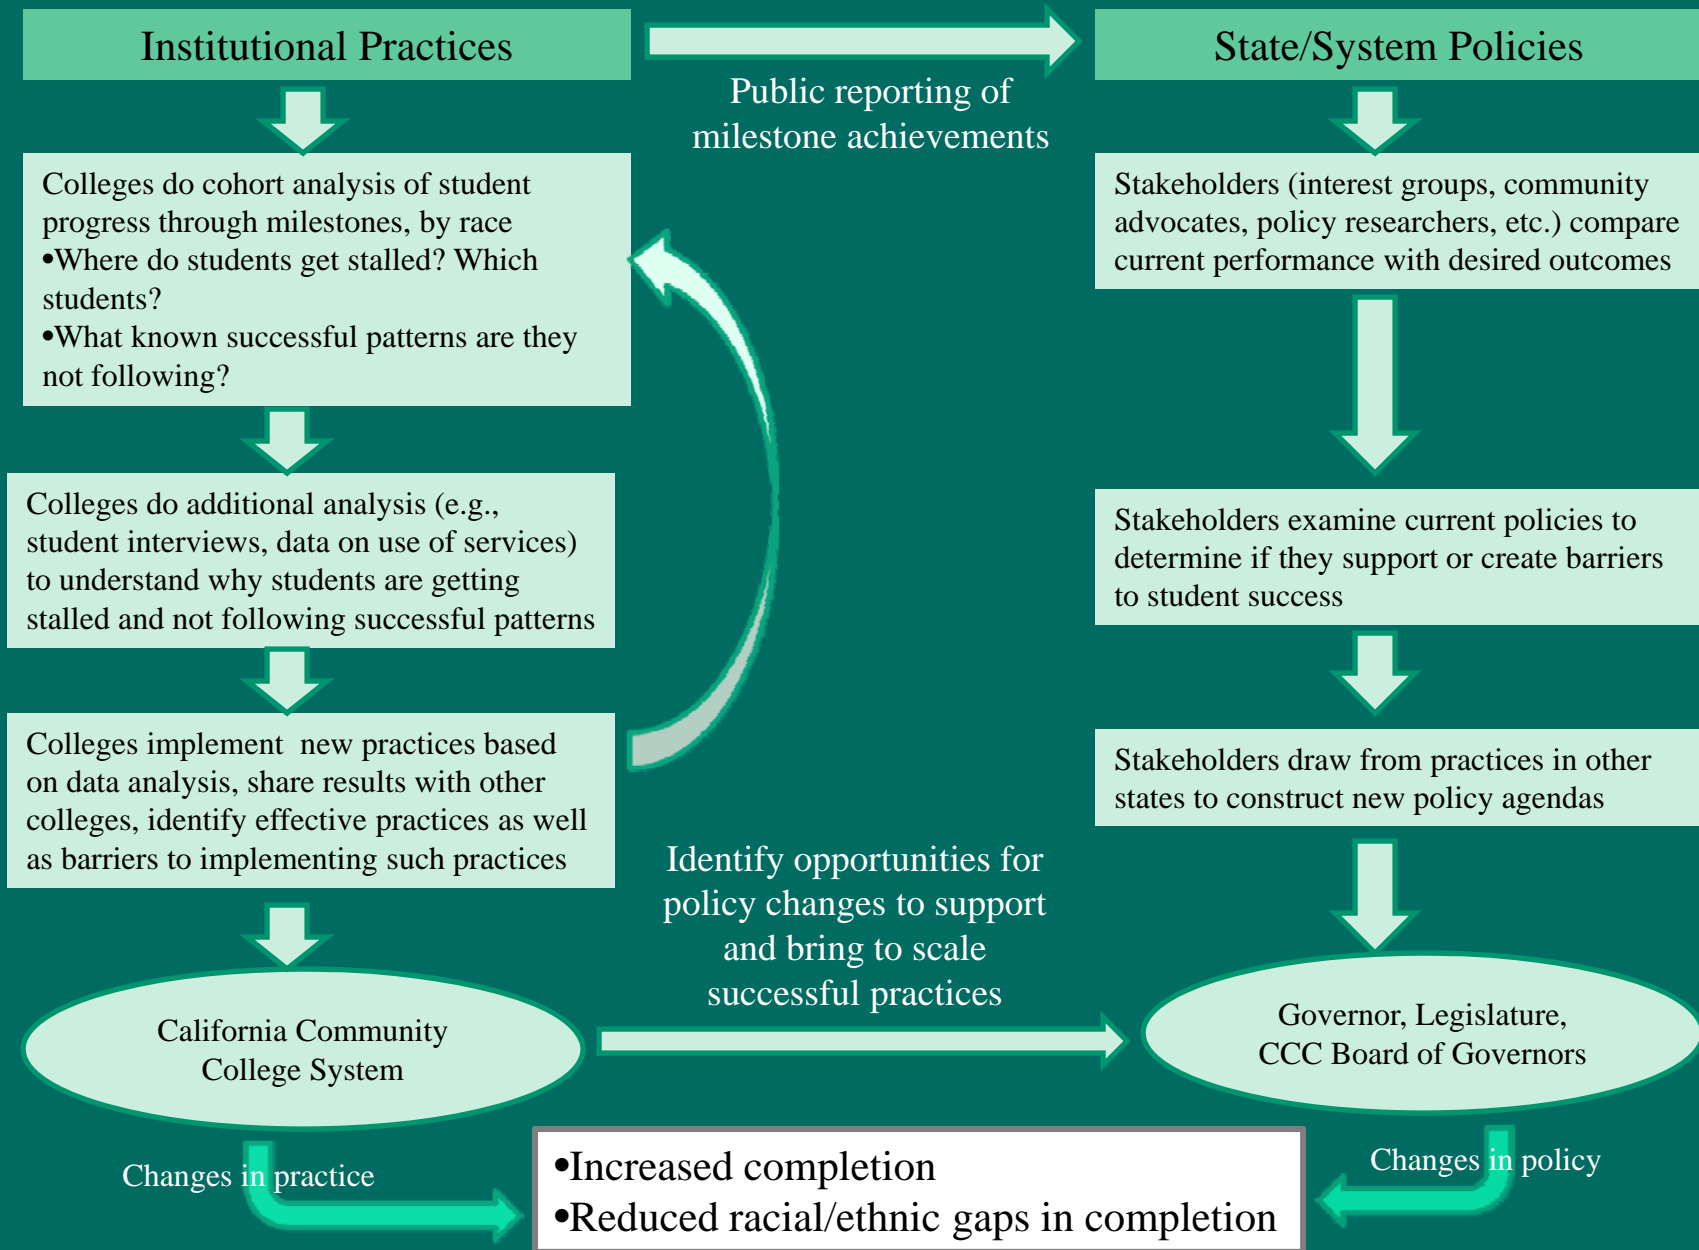 Institutional Practices
State/System Policies
Public reporting of
milestone achievements
Colleges do cohort analysis of student
progress through milestones, by race
•Where do students get stalled? Which
students?
•What known successful patterns are they
not following?
Stakeholders (interest groups, community
advocates, policy researchers, etc.) compare
current performance with desired outcomes
Colleges do additional analysis (e.g.,
student interviews, data on use of services)
to understand why students are getting
stalled and not following successful patterns
Stakeholders examine current policies to
determine if they support or create barriers
to student success
Colleges implement  new practices based
on data analysis, share results with other
colleges, identify effective practices as well
as barriers to implementing such practices
Stakeholders draw from practices in other
states to construct new policy agendas
Identify opportunities for
policy changes to support
and bring to scale
successful practices
California Community
College System
Governor, Legislature,
CCC Board of Governors
Changes in practice
Changes in policy
•Increased completion
•Reduced racial/ethnic gaps in completion